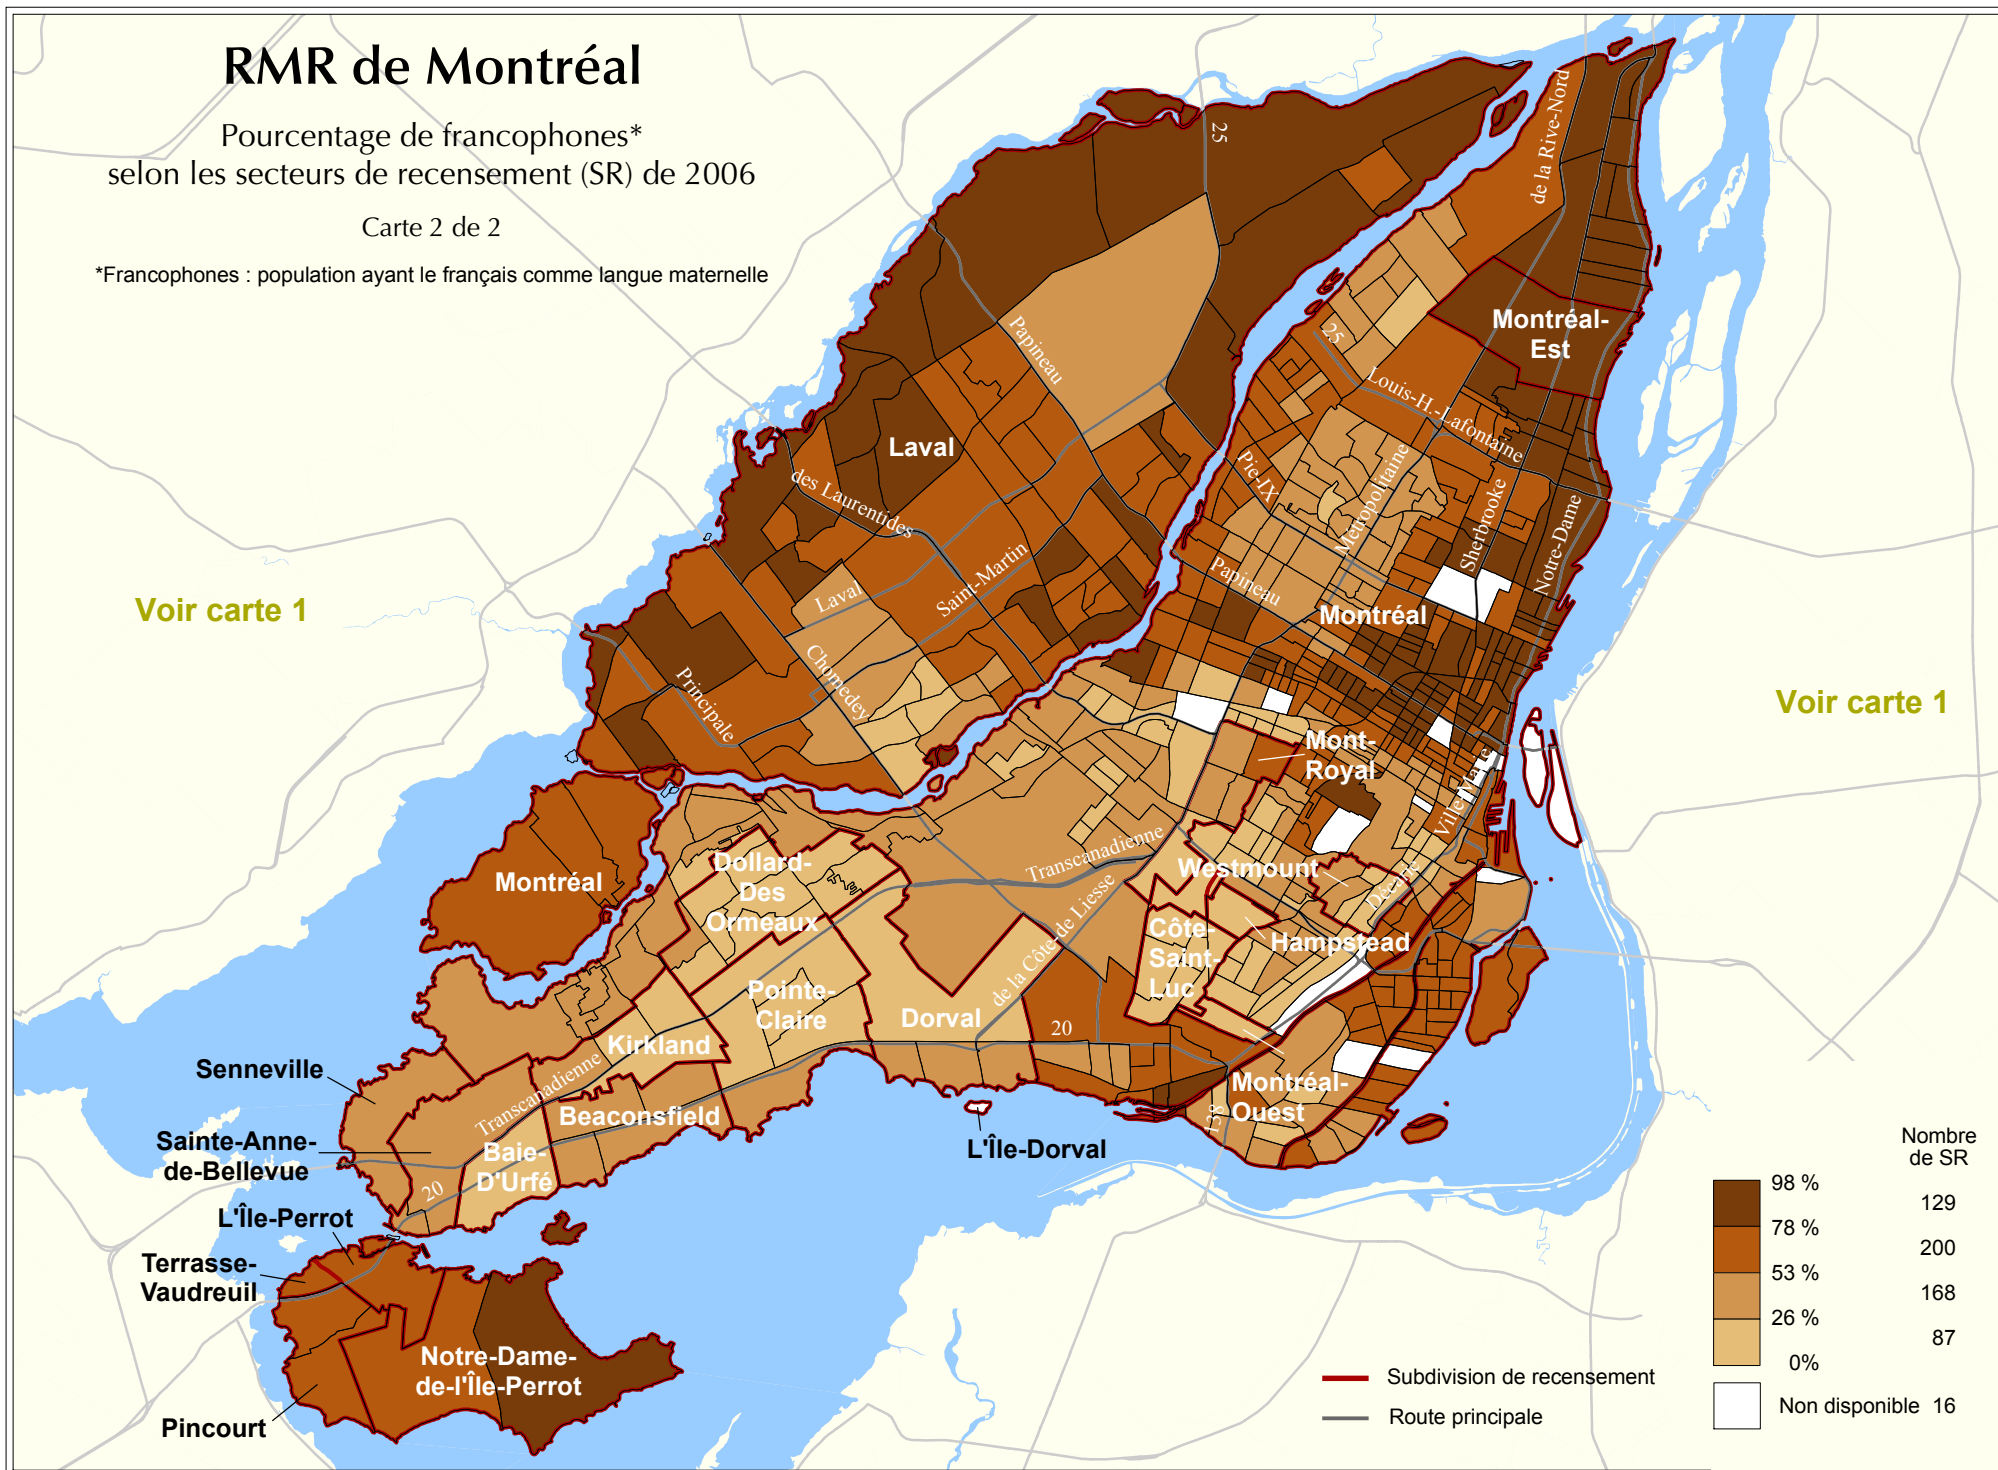 RMR de Montréal
Pourcentage de francophones*
selon les secteurs de recensement (SR) de 2006
Carte 2 de 2
*Francophones : population ayant le français comme langue maternelle
25
de la Rive-Nord
Montréal-
Est
25
Louis-H.-Lafontaine
Papineau
Laval
des Laurentides
Pie-IX
Métropolitaine
Sherbrooke
Notre-Dame
Saint-Martin
Laval
Papineau
Montréal
Voir carte 1
Chomedey
Principale
Voir carte 1
Mont-
Royal
Ville-Marie
Transcanadienne
Westmount
Décarie
Dollard-
Des
Ormeaux
Montréal
de la Côte-de Liesse
Côte-
Saint-
Luc
Hampstead
Pointe-
Claire
Dorval
20
Kirkland
Senneville
Transcanadienne
Beaconsfield
Montréal-
Ouest
138
L'Île-Dorval
Sainte-Anne-
de-Bellevue
Baie-
D'Urfé
20
L'Île-Perrot
Terrasse-
Vaudreuil
Notre-Dame-
de-l'Île-Perrot
Pincourt
Nombre
de SR
98 %
129
78 %
200
53 %
168
26 %
87
0%
Non disponible 16
Subdivision de recensement
Route principale